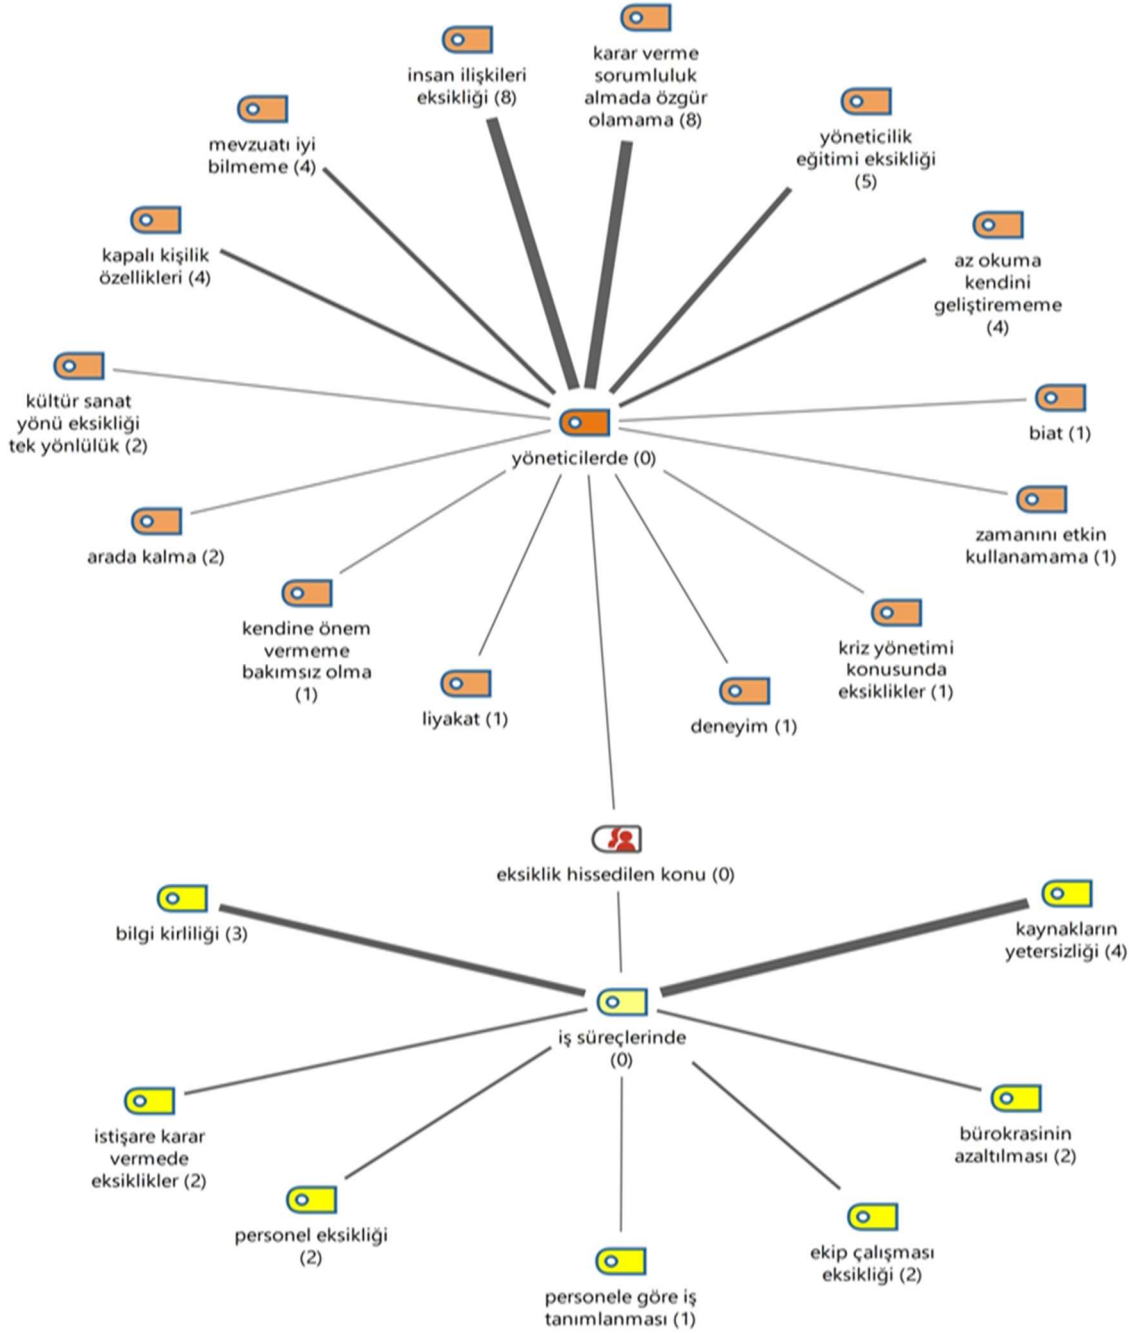 insan ilişkileri
eksikliği (8)
karar verme
sorumluluk
almada özgür
olamama (8)
mevzuatı iyi
bilmeme (4)
yöneticilik
eğitimi eksikliği
(5)
kapalı kişilik
özellikleri (4)
az okuma
kendini
geliştirememe
(4)
kültür sanat
yönü eksikliği
tek yönlülük (2)
biat (1)
yöneticilerde (0)
arada kalma (2)
zamanını etkin
kullanamama (1)
kendine önem
vermeme
bakımsız olma
(1)
kriz yönetimi
konusunda
eksiklikler (1)
liyakat (1)
deneyim (1)
eksiklik hissedilen konu (0)
bilgi kirliliği (3)
kaynakların
yetersizliği (4)
iş süreçlerinde
(0)
istişare karar
vermede
eksiklikler (2)
bürokrasinin
azaltılması (2)
personel eksikliği
(2)
ekip çalışması
eksikliği (2)
personele göre iş
tanımlanması (1)